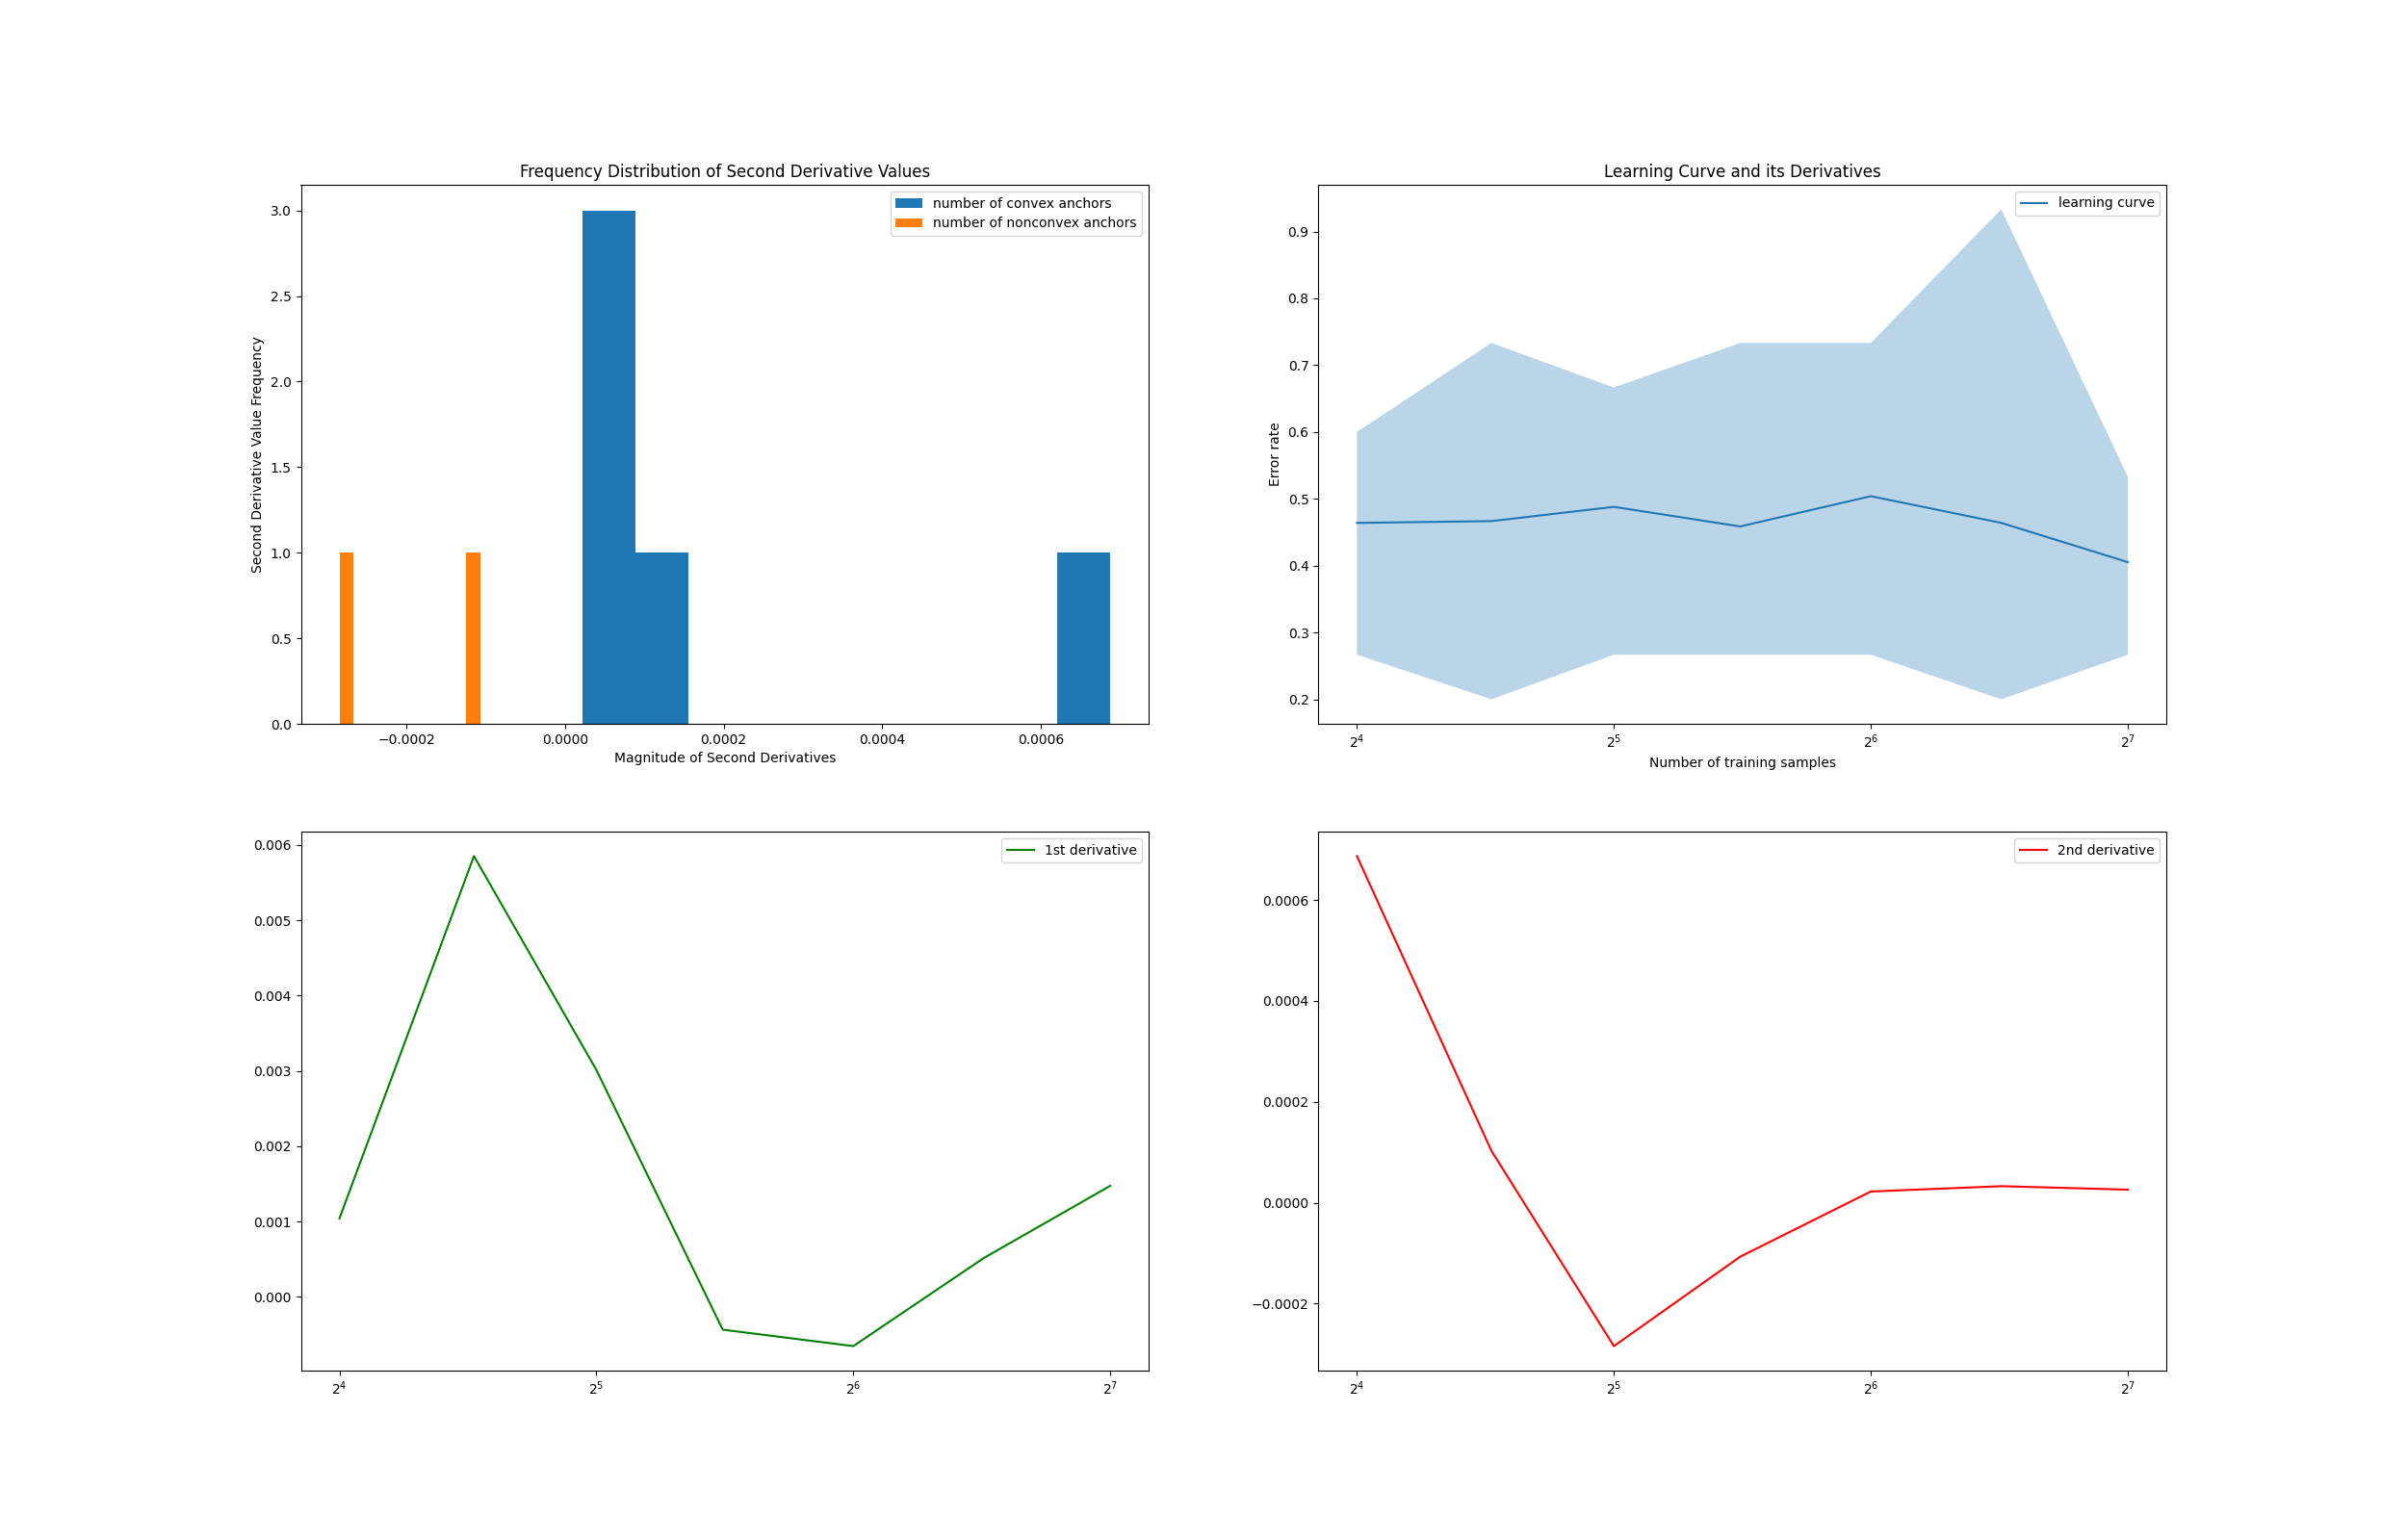 Frequency Distribution of Second Derivative Values
number of convex anchors
number of nonconvex anchors
Second Derivative Value Frequency
3.0
2.5
2.0
1.5
1.0
0.5
0.0
−0.0002 0.0000 0.0002 0.0004 0.0006
Magnitude of Second Derivatives
Learning Curve and its Derivatives
learning curve
Error rate
0.9
0.8
0.7
0.6
0.5
0.4
0.3
0.2
2⁴ 2⁵ 2⁶ 2⁷
Number of training samples
1st derivative
0.006
0.005
0.004
0.003
0.002
0.001
0.000
2⁴ 2⁵ 2⁶ 2⁷
2nd derivative
0.0006
0.0004
0.0002
0.0000
−0.0002
2⁴ 2⁵ 2⁶ 2⁷